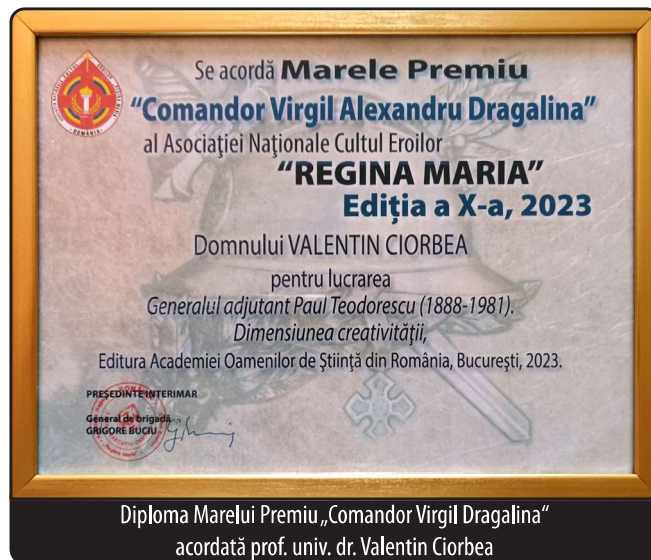 Se acordă Marele Premiu
"Comandor Virgil Alexandru Dragalina"
al Asociației Naționale Cultul Eroilor
"REGINA MARIA"
Ediția a X-a, 2023
Domnului VALENTIN CIORBEA
pentru lucrarea
Generalul adjutant Paul Teodorescu (1888-1981).
Dimensiunea creativității,
Editura Academiei Oamenilor de Știință din România, București, 2023.
PREȘEDINTE INTERIMAR
General de brigadă
GRIGORE BUCIU
Diploma Marelui Premiu „Comandor Virgil Dragalina“
acordată prof. univ. dr. Valentin Ciorbea